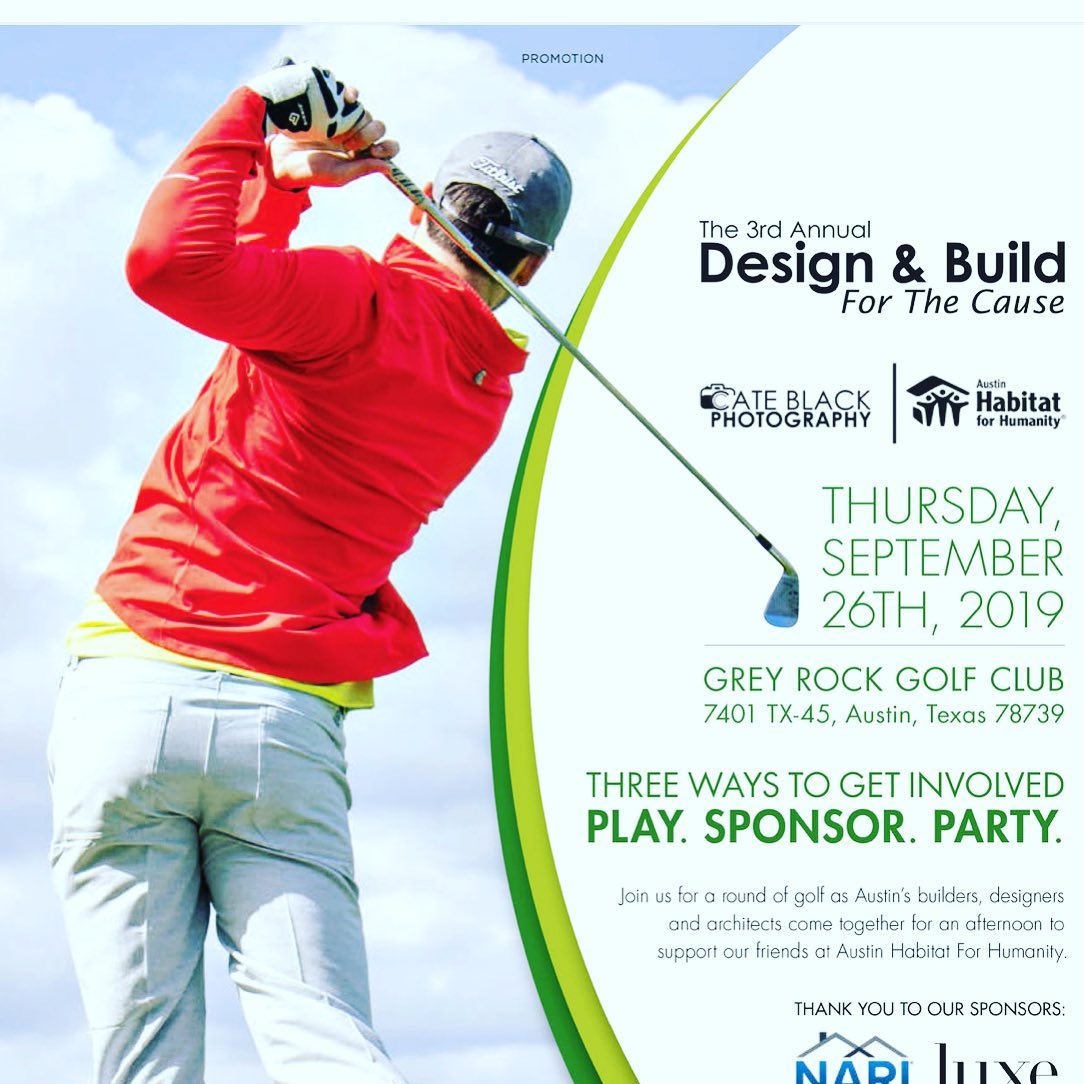 PROMOTION
Titleist
The 3rd Annual
Design & Build
For The Cause
CATE BLACK
PHOTOGRAPHY
Austin
Habitat
for Humanity®
THURSDAY,
SEPTEMBER
26TH, 2019
GREY ROCK GOLF CLUB
7401 TX-45, Austin, Texas 78739
THREE WAYS TO GET INVOLVED
PLAY. SPONSOR. PARTY.
Join us for a round of golf as Austin's builders, designers
and architects come together for an afternoon to
support our friends at Austin Habitat For Humanity.
THANK YOU TO OUR SPONSORS:
NARI luxe